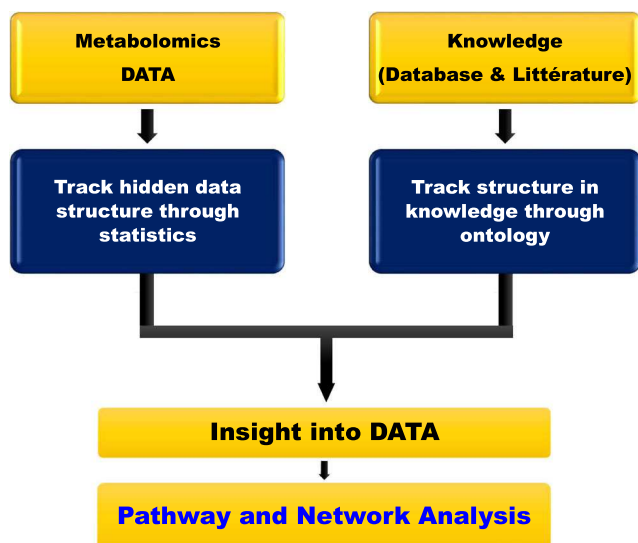 Metabolomics
DATA
Knowledge
(Database & Littérature)
Track hidden data
structure through
statistics
Track structure in
knowledge through
ontology
Insight into DATA
Pathway and Network Analysis